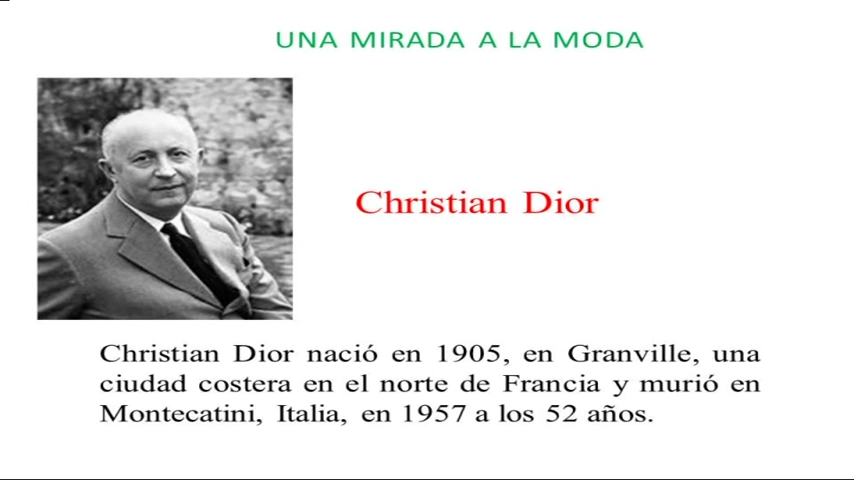 UNA MIRADA A LA MODA
Christian Dior
Christian Dior nació en 1905, en Granville, una
ciudad costera en el norte de Francia y murió en
Montecatini, Italia, en 1957 a los 52 años.